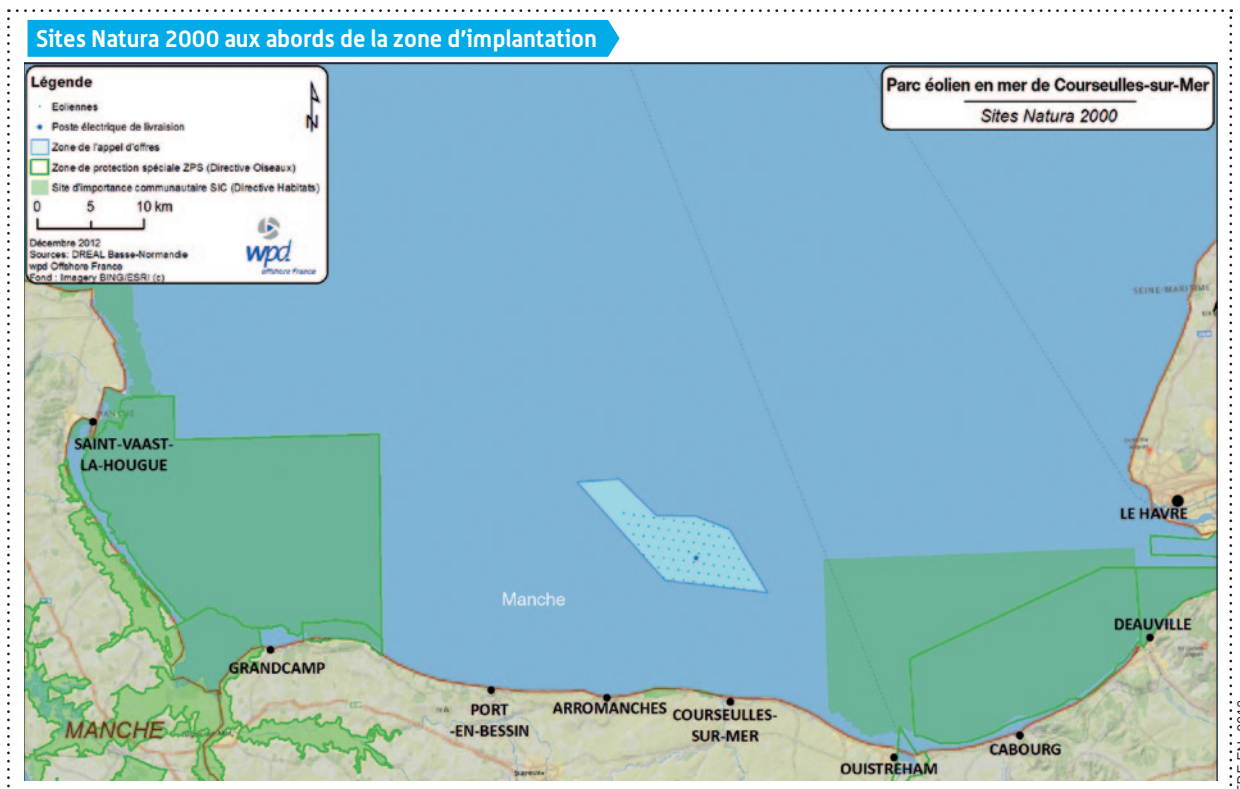 Sites Natura 2000 aux abords de la zone d'implantation
Légende
Eoliennes
Poste électrique de livraison
Zone de l'appel d'offres
Zone de protection spéciale ZPS (Directive Oiseaux)
Site d'importance communautaire SIC (Directive Habitats)
0 5 10 km
Décembre 2012
Sources: DREAL Basse-Normandie
wpd Offshore France
Fond : Imagery BING/ESRI (c)
wpd
offshore France
N
Parc éolien en mer de Courseulles-sur-Mer
Sites Natura 2000
SEINE-MARITIME
MANCHE
SAINT-VAAST-
LA-HOUGUE
LE HAVRE
Manche
DEAUVILLE
GRANDCAMP
PORT
-EN-BESSIN
ARROMANCHES
COURSEULLES-
SUR-MER
MANCHE
CABOURG
OUISTREHAM